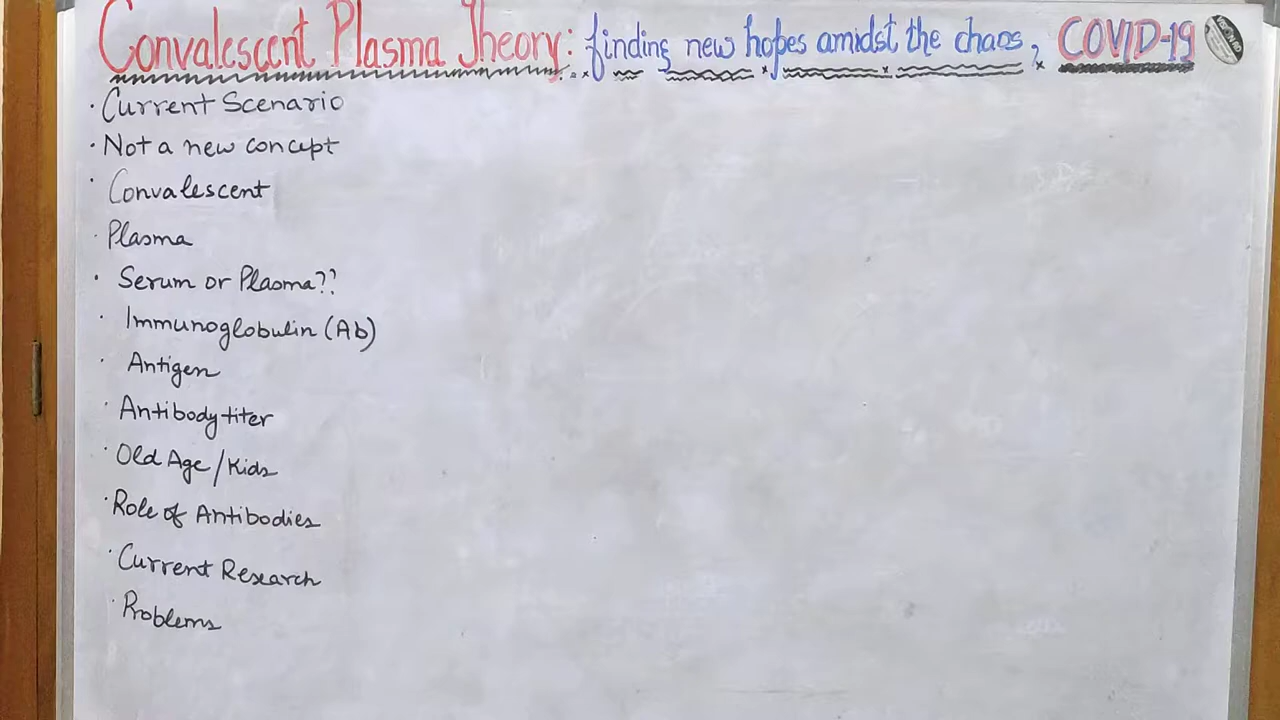 Convalescent Plasma Theory: finding new hopes amidst the chaos, COVID-19
· Current Scenario
· Not a new concept
· Convalescent
· Plasma
· Serum or Plasma??
· Immunoglobulin (Ab)
· Antigen
· Antibody titer
· Old Age / Kids
· Role of Antibodies
· Current Research
· Problems